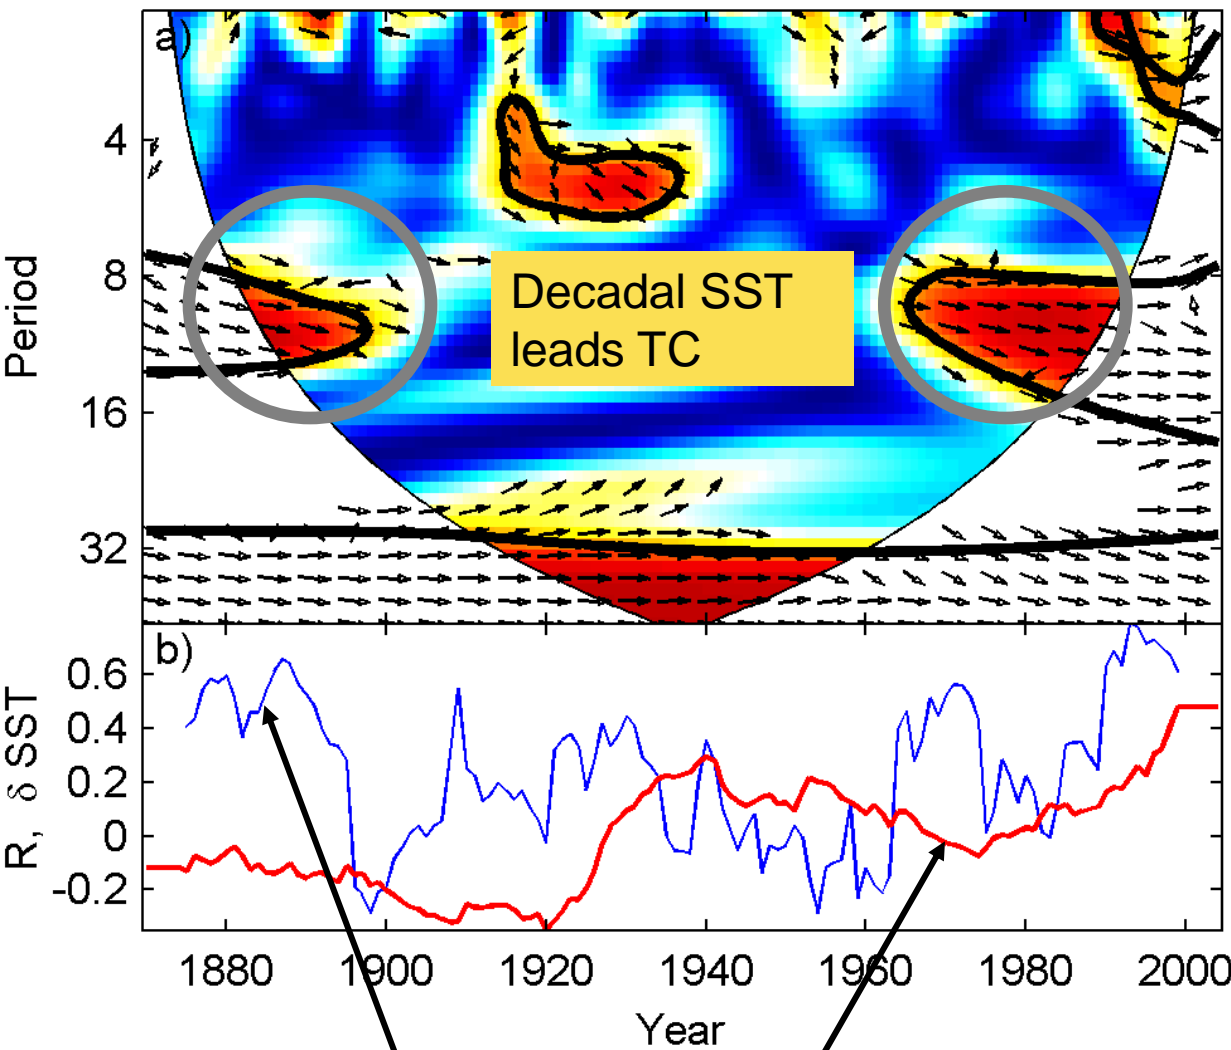 a)
4
8
16
32
Period
Decadal SST
leads TC
b)
0.6
0.4
0.2
0
-0.2
R, δ SST
1880 1900 1920 1940 1960 1980 2000
Year